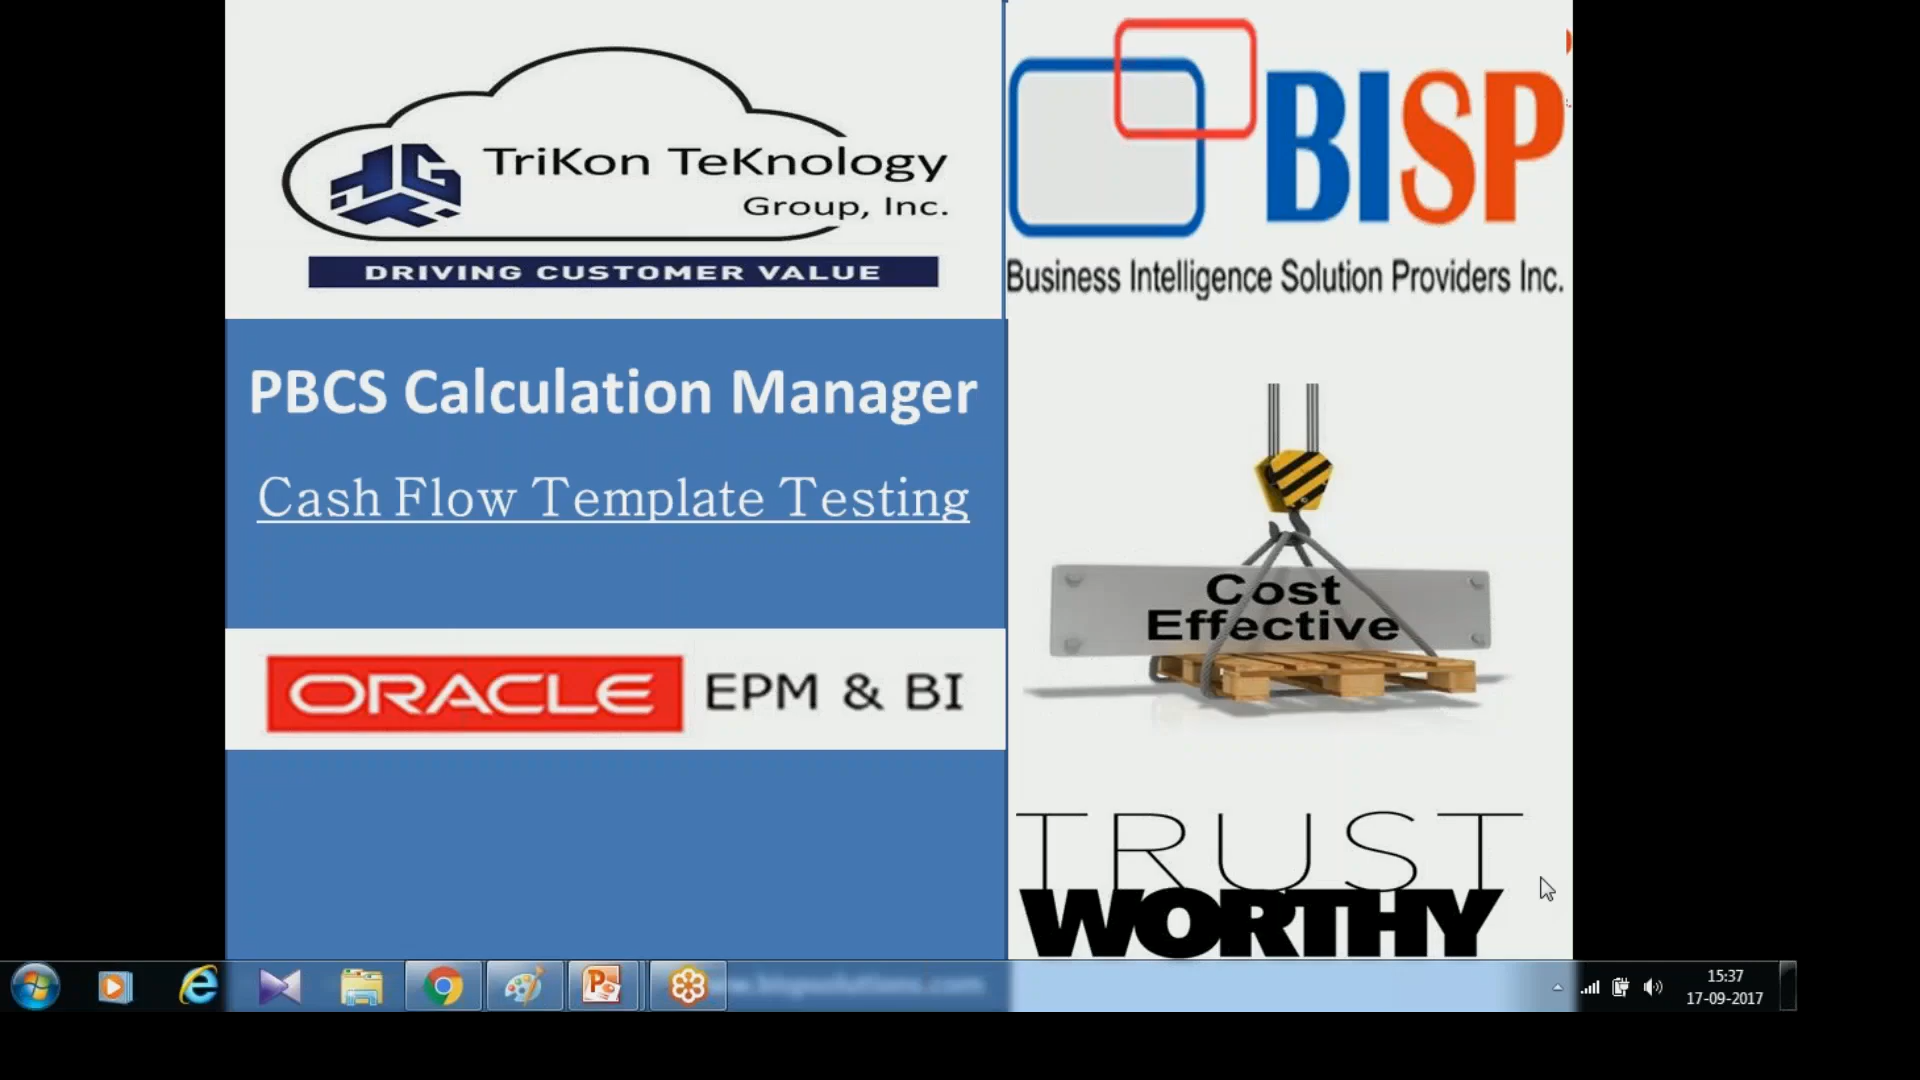 TriKon TeKnology
Group, Inc.
DRIVING CUSTOMER VALUE
BISP
Business Intelligence Solution Providers Inc.
PBCS Calculation Manager
Cash Flow Template Testing
ORACLE EPM & BI
Cost
Effective
TRUST
WORTHY
15:37
17-09-2017